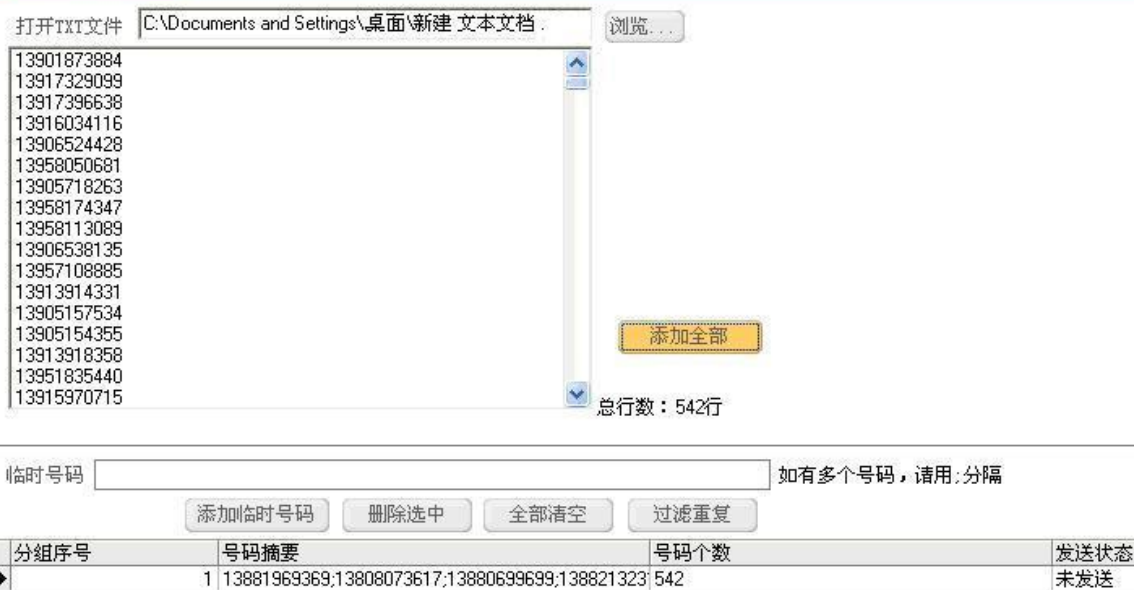 打开TXT文件 C:\Documents and Settings\桌面\新建 文本文档 . 浏览...
13901873884
13917329099
13917396638
13916034116
13906524428
13958050681
13905718263
13958174347
13958113089
13906538135
13957108885
13913914331
13905157534
13905154355
13913918358
13951835440
13915970715
添加全部
总行数：542行
临时号码 如有多个号码，请用;分隔
添加临时号码 删除选中 全部清空 过滤重复
分组序号 号码摘要 号码个数 发送状态
1 13881969369;13808073617;13880699699;138821323 542 未发送